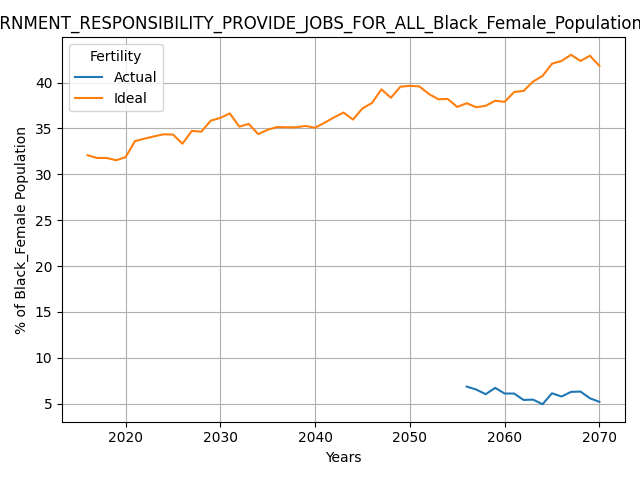 RNMENT_RESPONSIBILITY_PROVIDE_JOBS_FOR_ALL_Black_Female_Population
Fertility
Actual
Ideal
% of Black_Female Population
40
35
30
25
20
15
10
5
2020 2030 2040 2050 2060 2070
Years